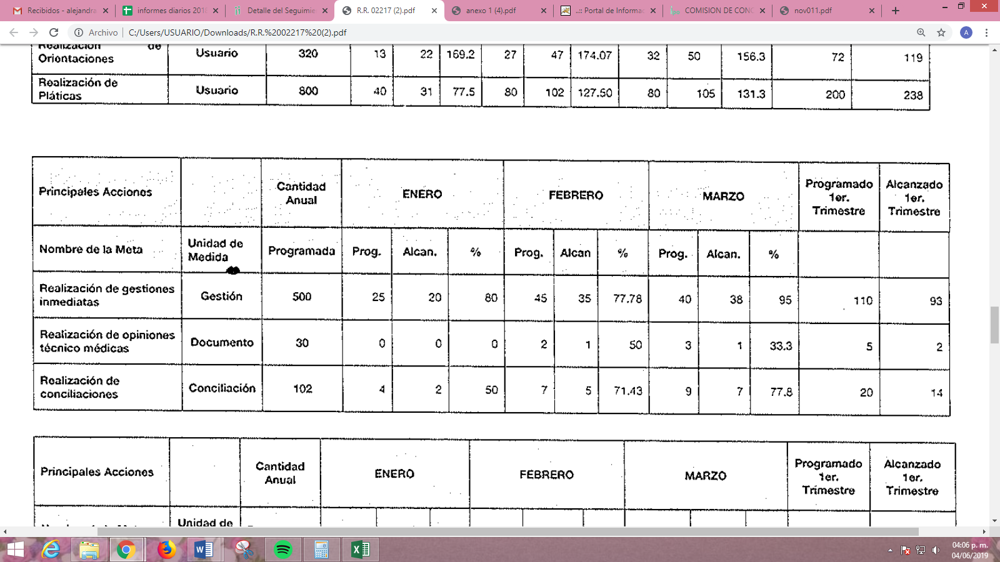 Recibidos - alejandra
informes diarios 2018
Detalle del Seguimie
R.R. 02217 (2).pdf
anexo 1 (4).pdf
..:: Portal de Informac
COMISION DE CONC
nov011.pdf
Archivo C:/Users/USUARIO/Downloads/R.R.%2002217%20(2).pdf
A
Realización de
Orientaciones Usuario 320 13 22 169.2 27 47 174.07 32 50 156.3 72 119
Realización de
Pláticas Usuario 800 40 31 77.5 80 102 127.50 80 105 131.3 200 238
Principales Acciones Cantidad
Anual ENERO FEBRERO MARZO Programado
1er.
Trimestre Alcanzado
1er.
Trimestre
Nombre de la Meta Unidad de
Medida Programada Prog. Alcan. % Prog. Alcan % Prog. Alcan. %
Realización de gestiones
inmediatas Gestión 500 25 20 80 45 35 77.78 40 38 95 110 93
Realización de opiniones
técnico médicas Documento 30 0 0 0 2 1 50 3 1 33.3 5 2
Realización de
conciliaciones Conciliación 102 4 2 50 7 5 71.43 9 7 77.8 20 14
Principales Acciones Cantidad
Anual ENERO FEBRERO MARZO Programado
1er.
Trimestre Alcanzado
1er.
Trimestre
Unidad de
04:06 p. m.
04/06/2019